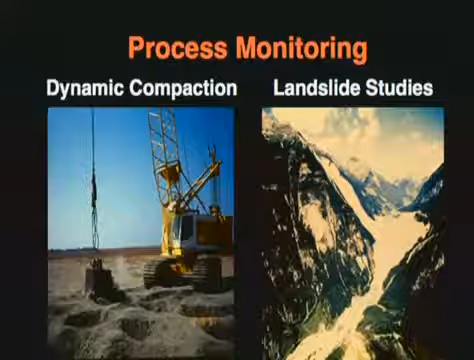 Process Monitoring
Dynamic Compaction
Landslide Studies